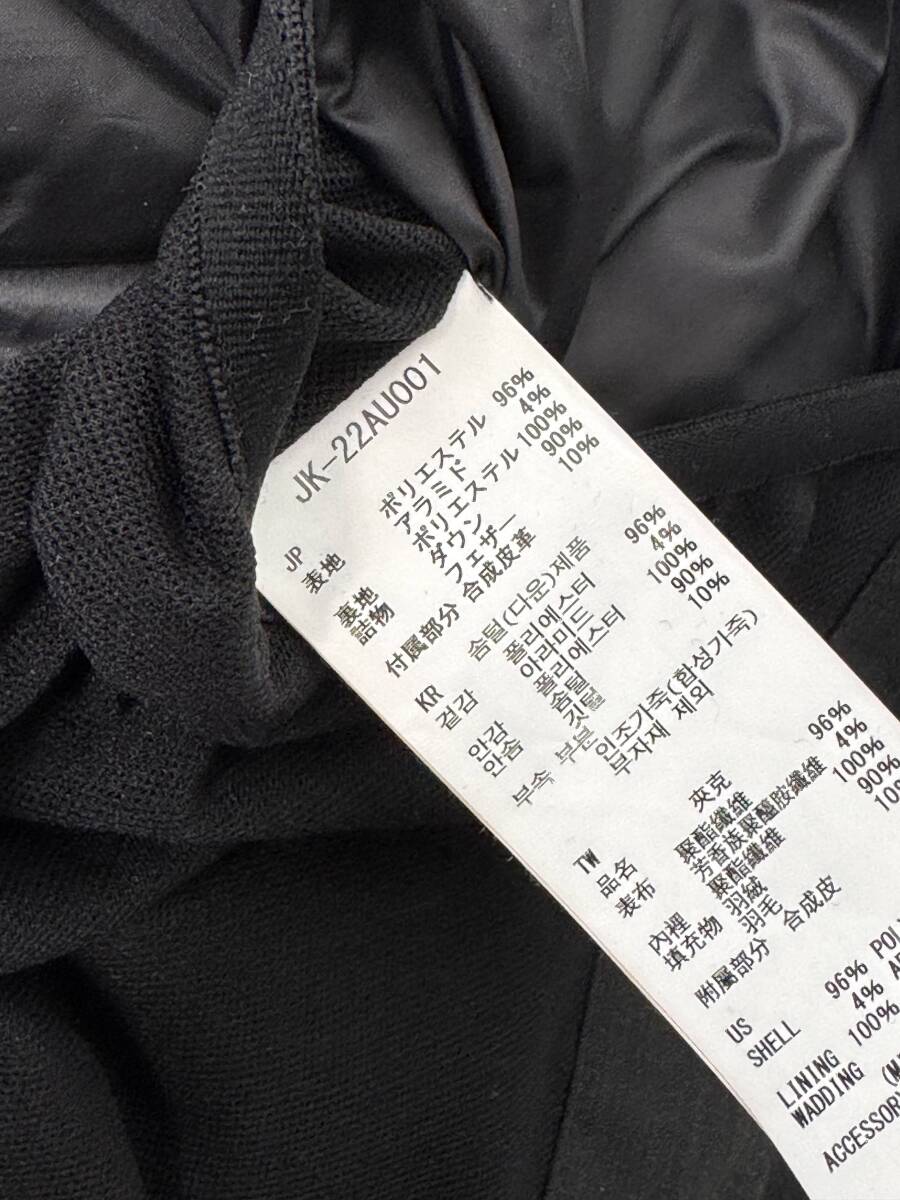 JK-22AU001
JP
表地 ポリエステル 96%
アラミド 4%
裏地 ポリエステル 100%
詰物 ダウン 90%
フェザー 10%
付属部分 合成皮革
KR 솜털(다운)제품
겉감 폴리에스터 96%
아라미드 4%
안감 폴리에스터 100%
안솜 솜털 90%
깃털 10%
부속 부분 인조가죽(합성가죽)
부자재 제외
TW
品名 夾克
表布 聚酯纖維 96%
芳香族聚醯胺纖維 4%
內裡 聚酯纖維 100%
填充物 羽絨 90%
羽毛 10
附屬部分 合成皮
US
SHELL 96% POL
4% A
LINING 100%
WADDING (M
ACCESSOR